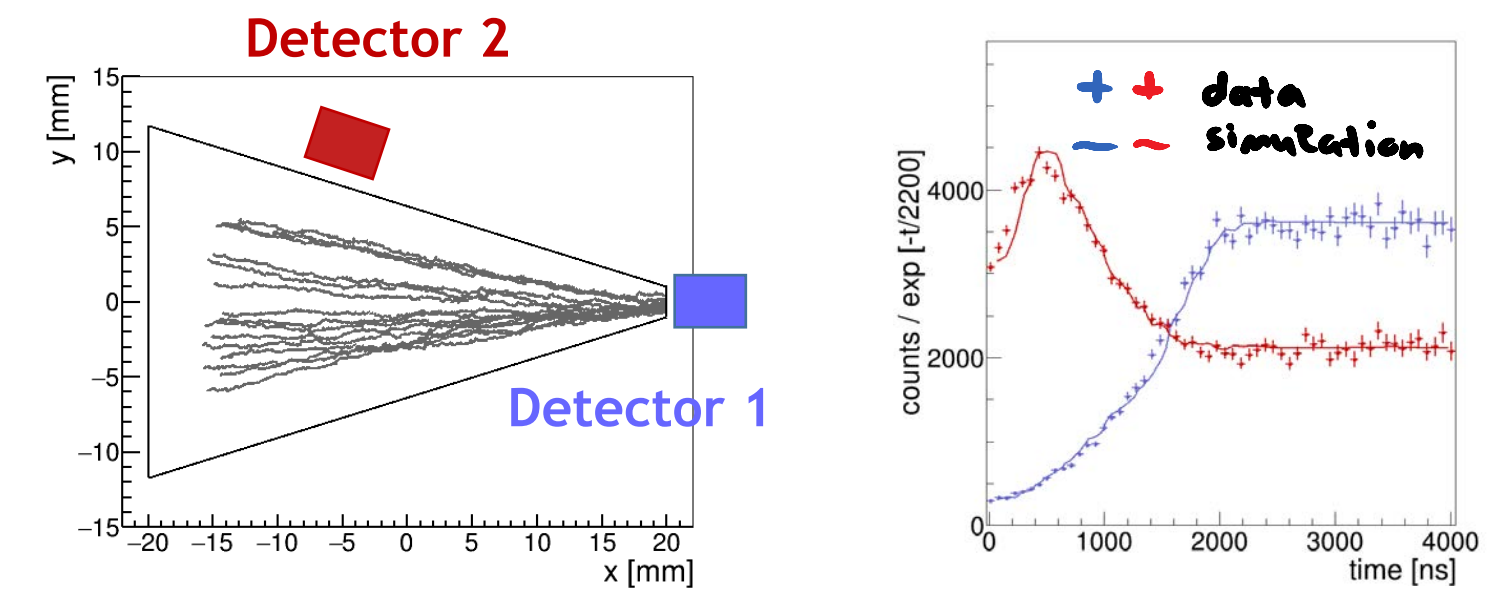 Detector 2
y [mm]
15
10
5
0
−5
−10
−15
Detector 1
−20 −15 −10 −5 0 5 10 15 20
x [mm]
data
simulation
counts / exp [-t/2200]
4000
2000
0
0 1000 2000 3000 4000
time [ns]